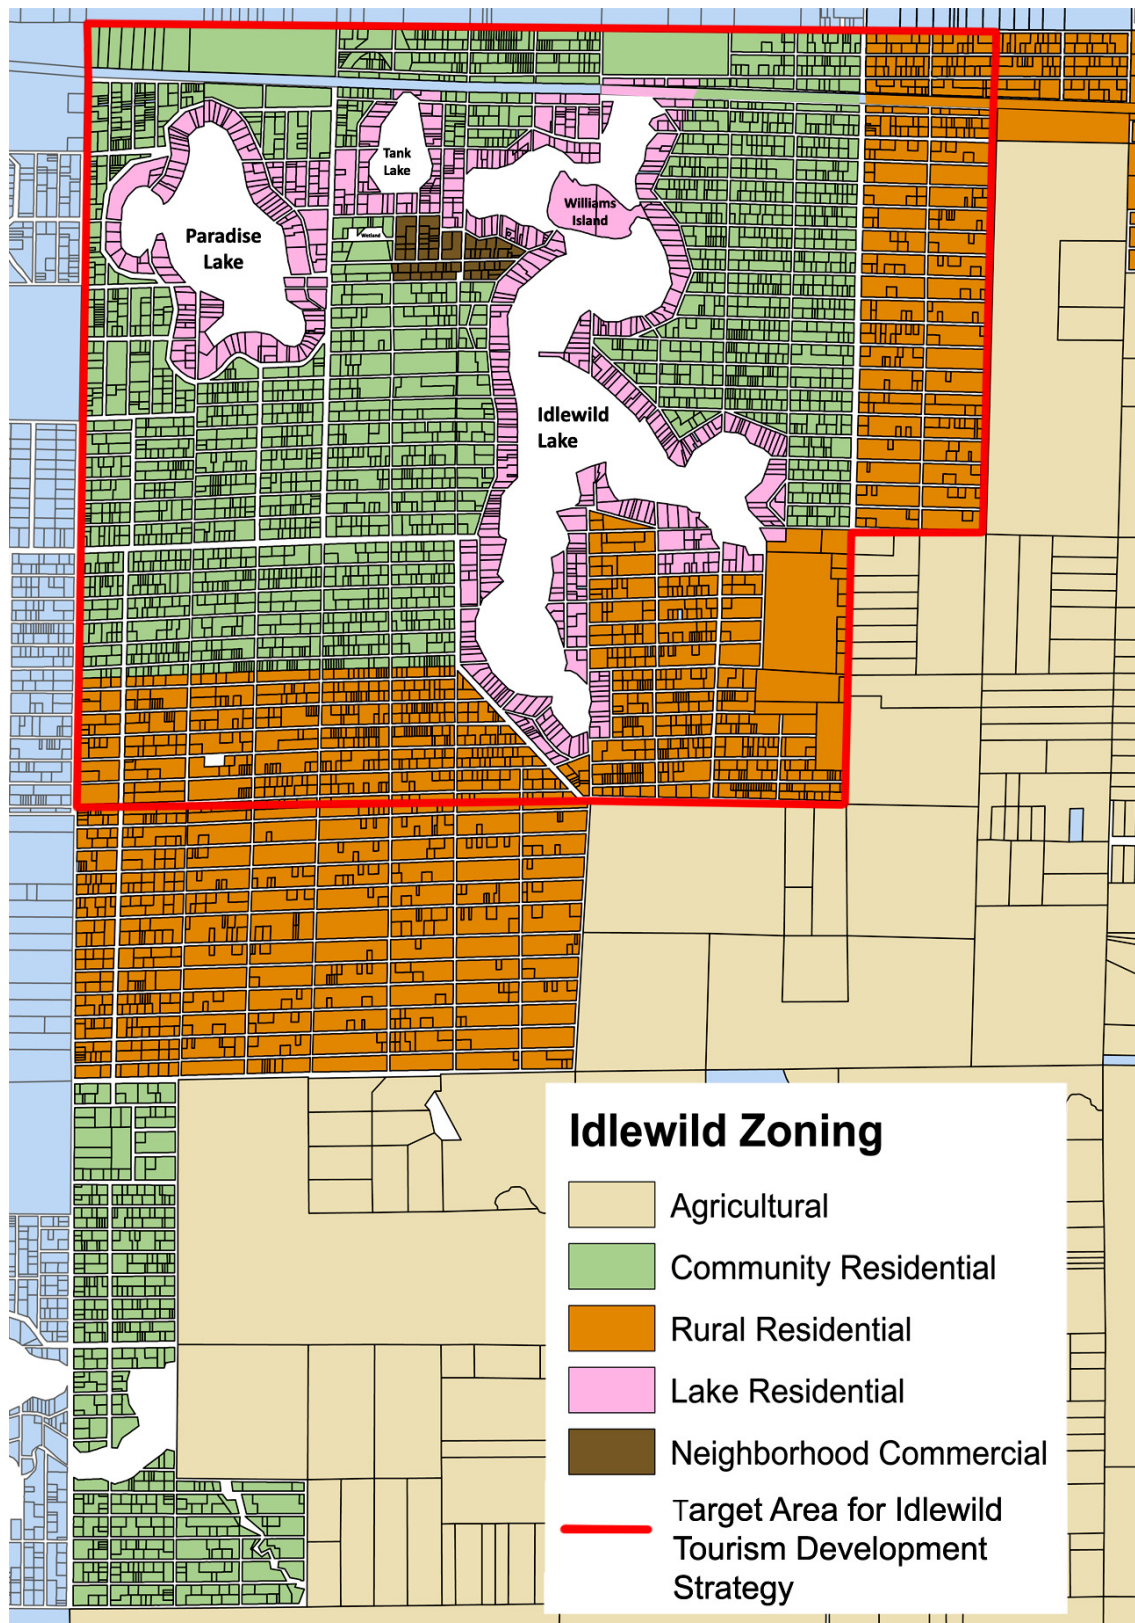 Tank
Lake
Williams
Island
Wetland
Paradise
Lake
Idlewild
Lake
Idlewild Zoning
Agricultural
Community Residential
Rural Residential
Lake Residential
Neighborhood Commercial
Target Area for Idlewild
Tourism Development
Strategy